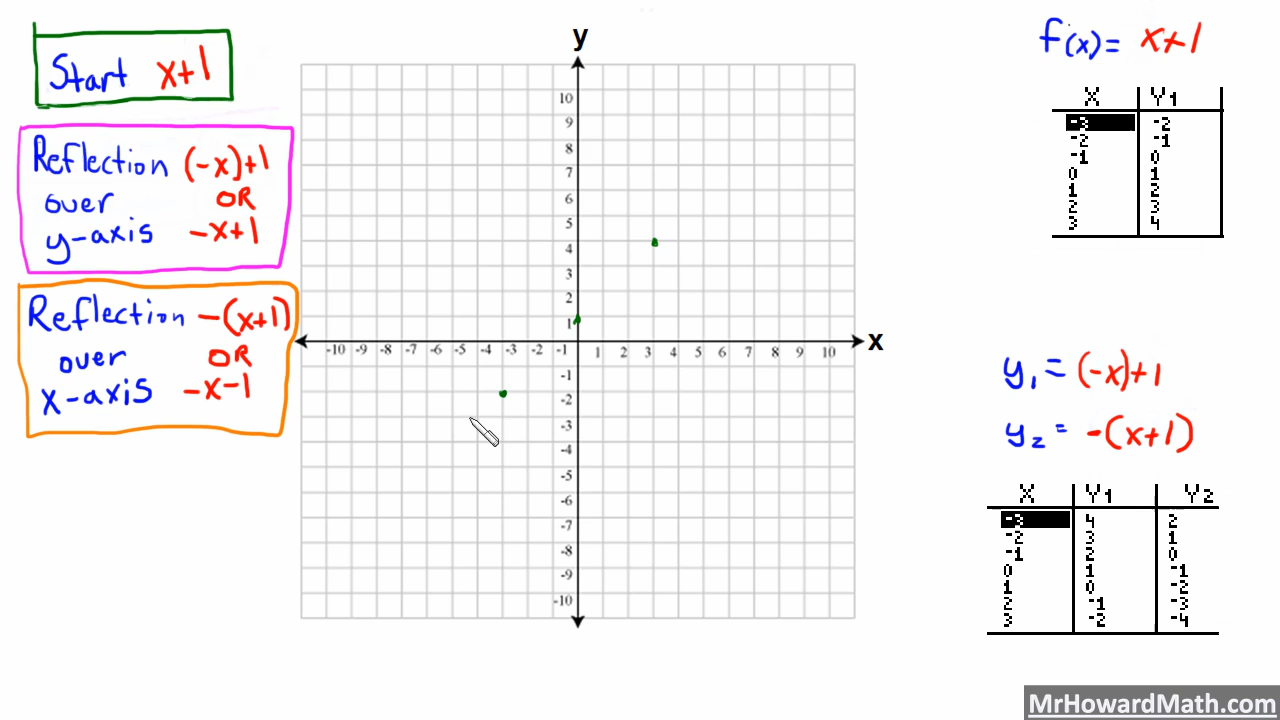 Start x+1
Reflection (-x)+1
over OR
y-axis -x+1
Reflection -(x+1)
over OR
x-axis -x-1
y
10
9
8
7
6
5
4
3
2
1
-10 -9 -8 -7 -6 -5 -4 -3 -2 -1 1 2 3 4 5 6 7 8 9 10 x
-1
-2
-3
-4
-5
-6
-7
-8
-9
-10
f(x)= x+1
X Y1
-3 -2
-2 -1
-1 0
0 1
1 2
2 3
3 4
y1 = (-x)+1
y2 = -(x+1)
X Y1 Y2
-3 4 2
-2 3 1
-1 2 0
0 1 -1
1 0 -2
2 -1 -3
3 -2 -4
MrHowardMath.com